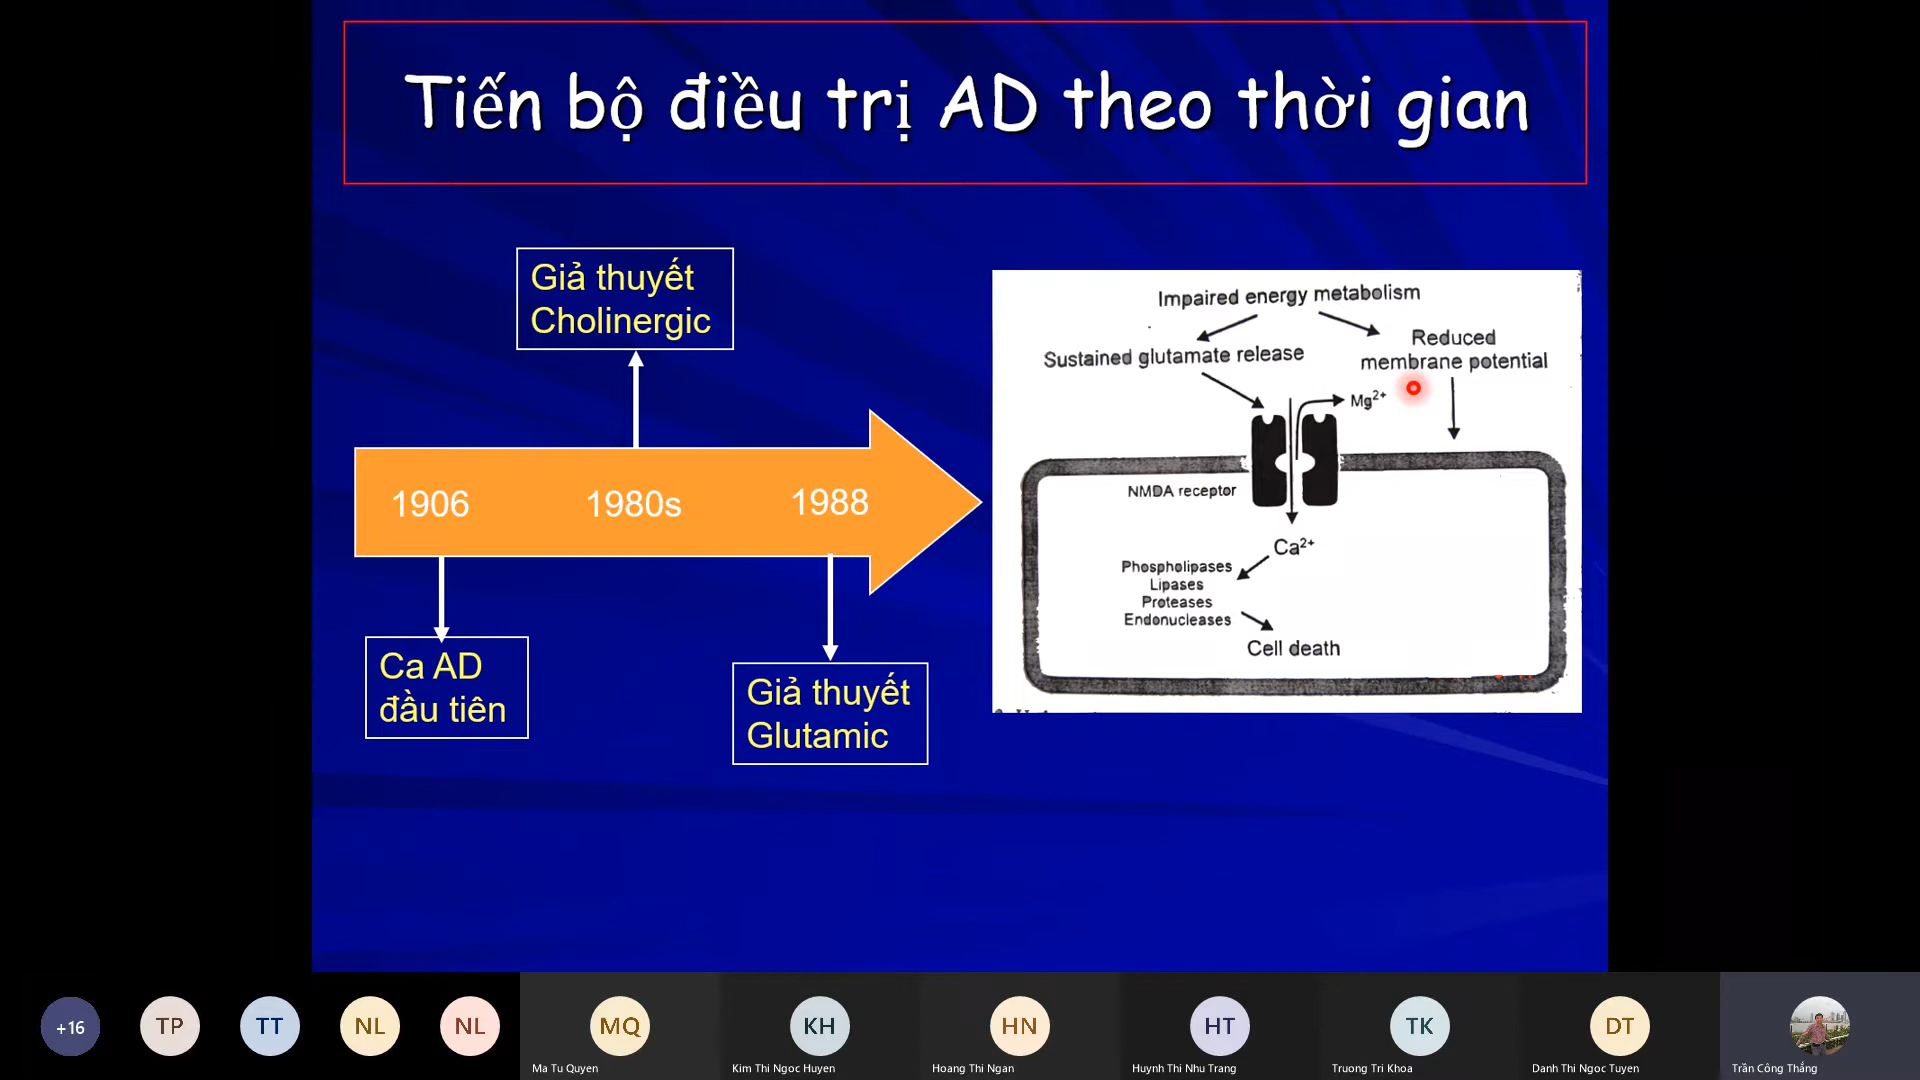 Tiến bộ điều trị AD theo thời gian
Giả thuyết
Cholinergic
1906
1980s
1988
Ca AD
đầu tiên
Giả thuyết
Glutamic
Impaired energy metabolism
Sustained glutamate release
Reduced
membrane potential
Mg²⁺
NMDA receptor
Ca²⁺
Phospholipases
Lipases
Proteases
Endonucleases
Cell death
+16
TP
TT
NL
NL
MQ
KH
HN
HT
TK
DT
Ma Tu Quyen
Kim Thi Ngoc Huyen
Hoang Thi Ngan
Huynh Thi Nhu Trang
Truong Tri Khoa
Danh Thi Ngoc Tuyen
Trần Công Thắng